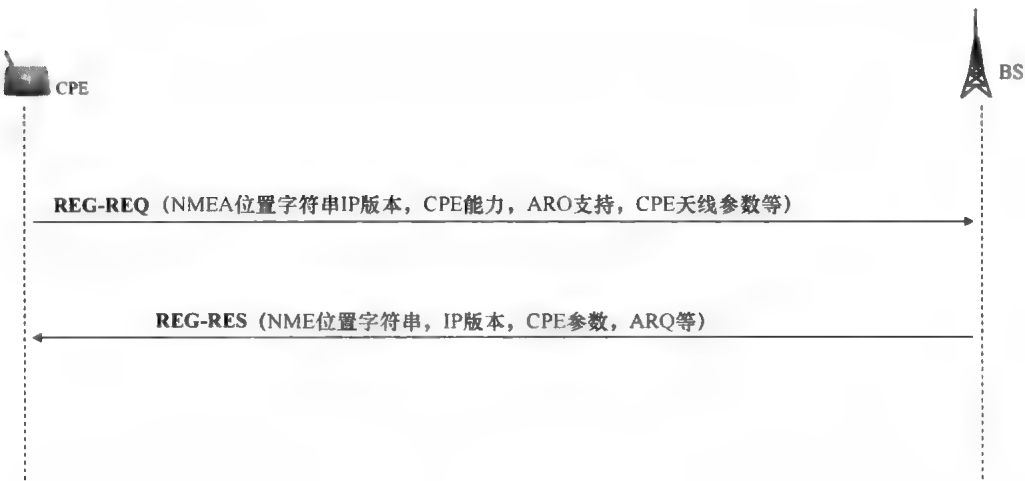 CPE
BS
REG-REQ（NMEA位置字符串IP版本，CPE能力，ARO支持，CPE天线参数等）
REG-RES（NME位置字符串，IP版本，CPE参数，ARQ等）